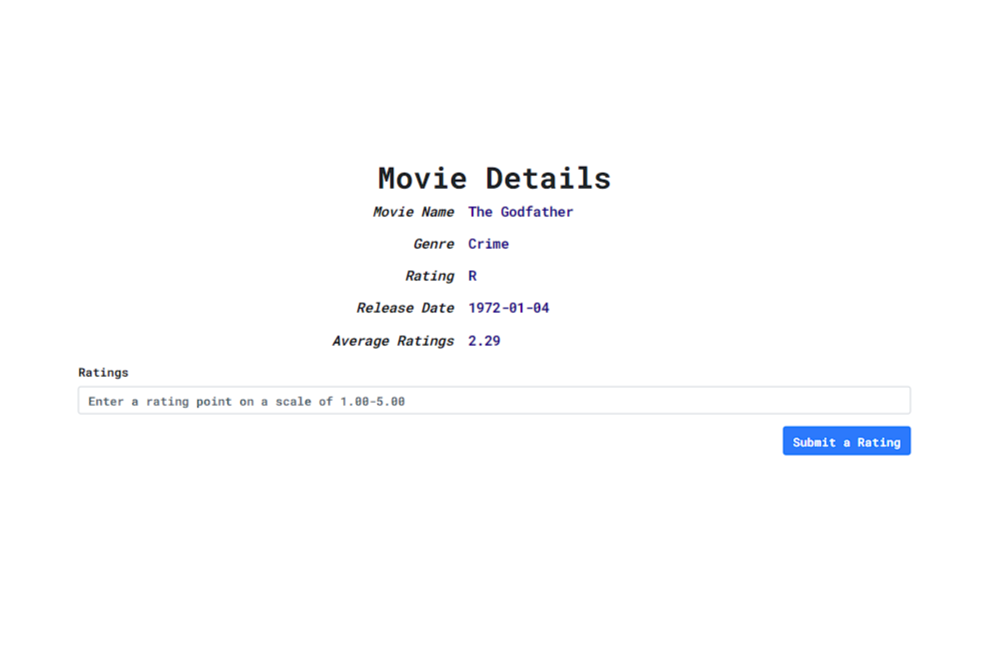 Movie Details
Movie Name The Godfather
Genre Crime
Rating R
Release Date 1972-01-04
Average Ratings 2.29
Ratings
Enter a rating point on a scale of 1.00-5.00
Submit a Rating